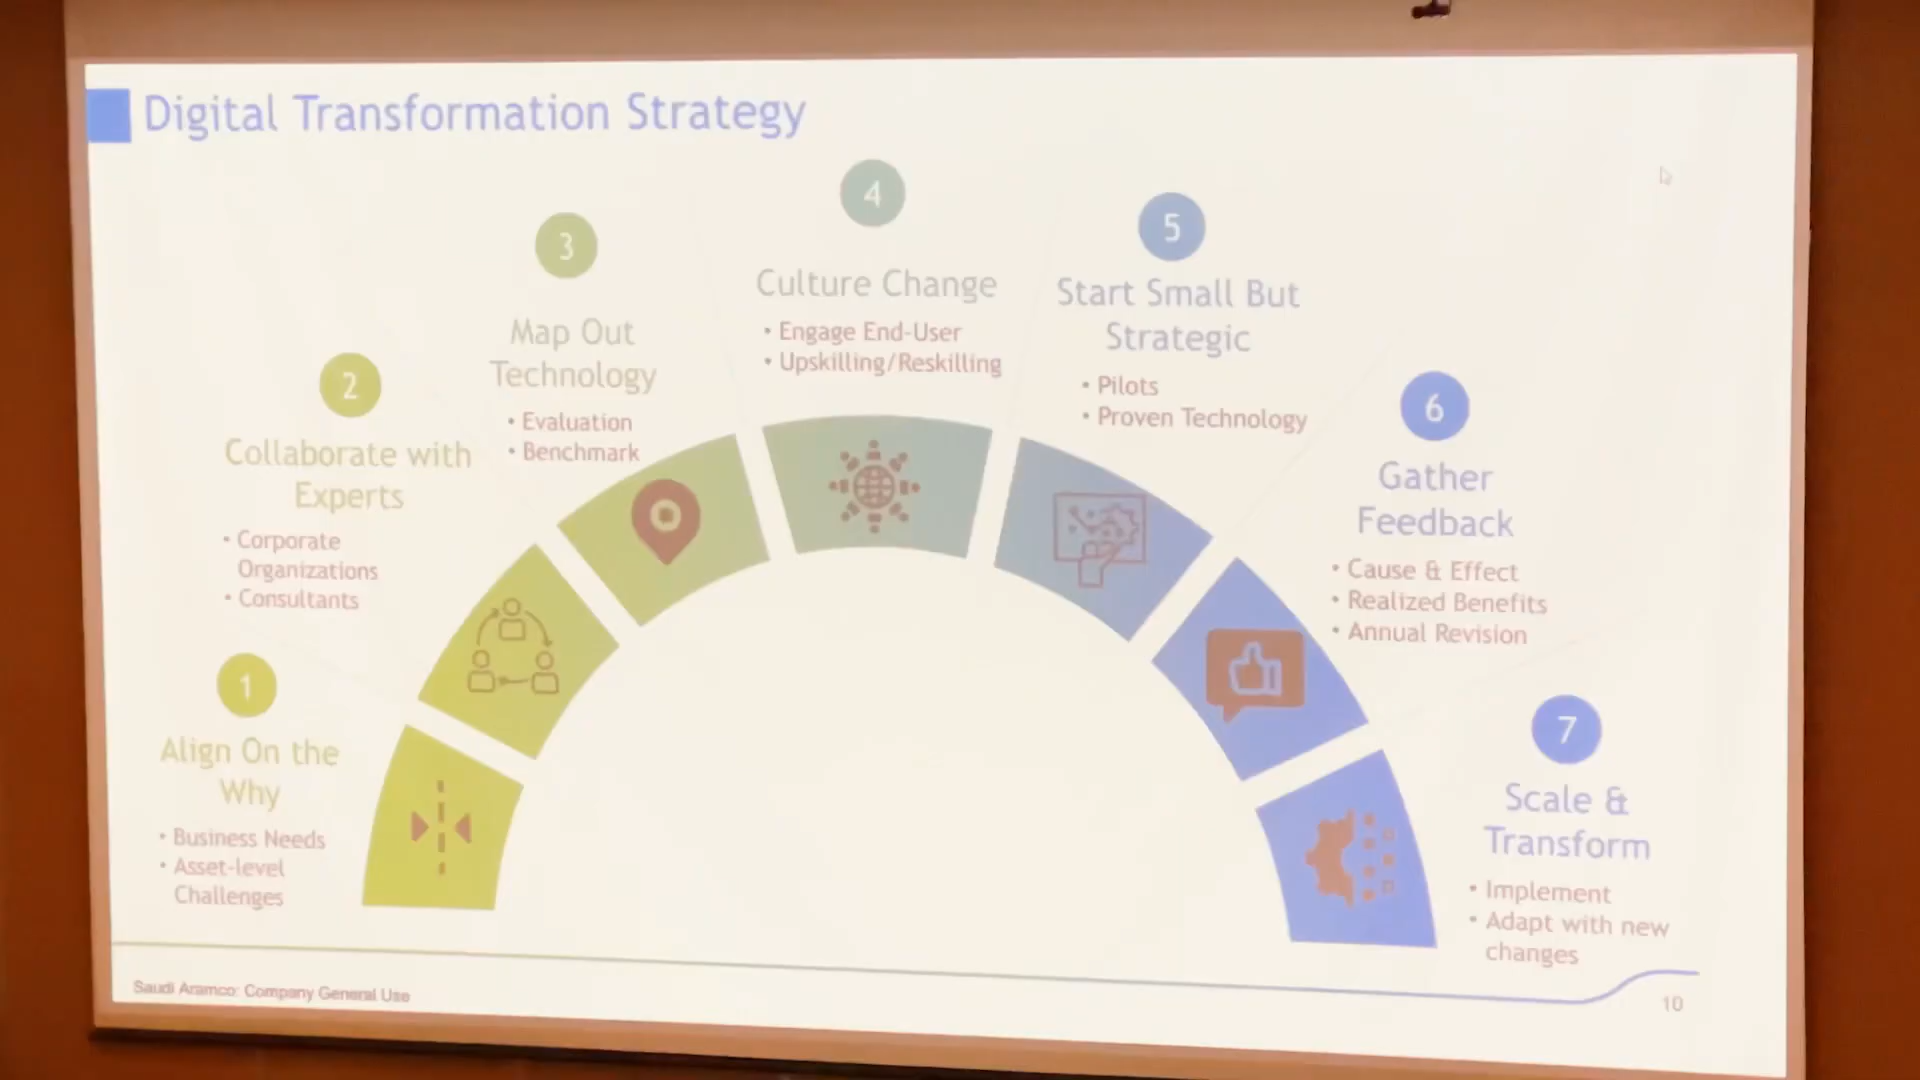 Digital Transformation Strategy
1
Align On the
Why
• Business Needs
• Asset-level
Challenges
2
Collaborate with
Experts
• Corporate
Organizations
• Consultants
3
Map Out
Technology
• Evaluation
• Benchmark
4
Culture Change
• Engage End-User
• Upskilling/Reskilling
5
Start Small But
Strategic
• Pilots
• Proven Technology
6
Gather
Feedback
• Cause & Effect
• Realized Benefits
• Annual Revision
7
Scale &
Transform
• Implement
• Adapt with new
changes
Saudi Aramco: Company General Use
10